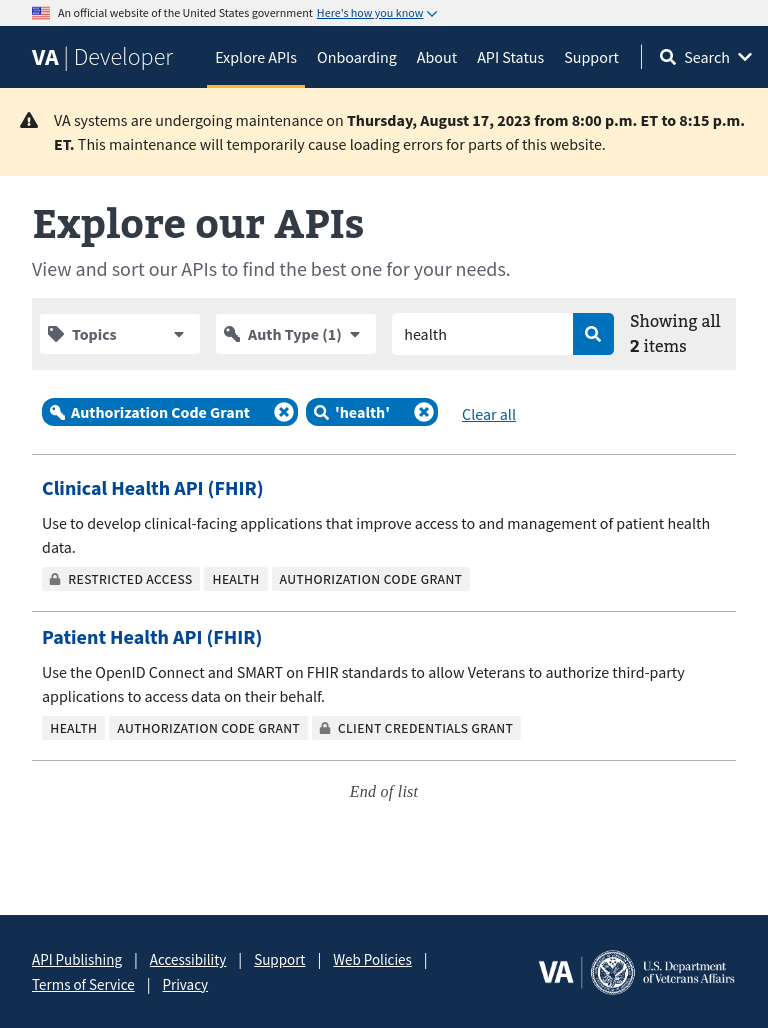 An official website of the United States government Here's how you know
VA | Developer Explore APIs Onboarding About API Status Support Search
VA systems are undergoing maintenance on Thursday, August 17, 2023 from 8:00 p.m. ET to 8:15 p.m.
ET. This maintenance will temporarily cause loading errors for parts of this website.
Explore our APIs
View and sort our APIs to find the best one for your needs.
Topics Auth Type (1) health
Showing all
2 items
Authorization Code Grant 'health' Clear all
Clinical Health API (FHIR)
Use to develop clinical-facing applications that improve access to and management of patient health
data.
RESTRICTED ACCESS HEALTH AUTHORIZATION CODE GRANT
Patient Health API (FHIR)
Use the OpenID Connect and SMART on FHIR standards to allow Veterans to authorize third-party
applications to access data on their behalf.
HEALTH AUTHORIZATION CODE GRANT CLIENT CREDENTIALS GRANT
End of list
API Publishing | Accessibility | Support | Web Policies |
Terms of Service | Privacy
VA | U.S. Department
of Veterans Affairs